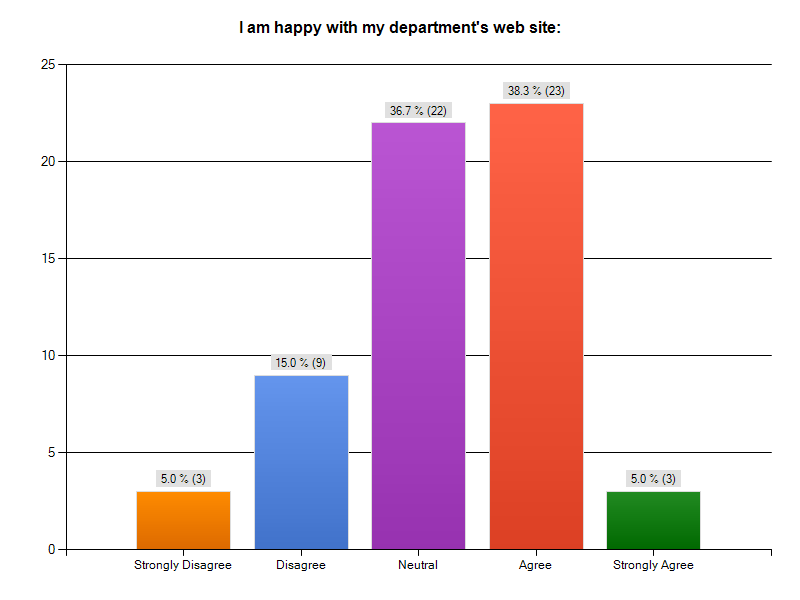 I am happy with my department's web site:
25
20
15
10
5
0
38.3 % (23)
36.7 % (22)
15.0 % (9)
5.0 % (3)
5.0 % (3)
Strongly Disagree
Disagree
Neutral
Agree
Strongly Agree